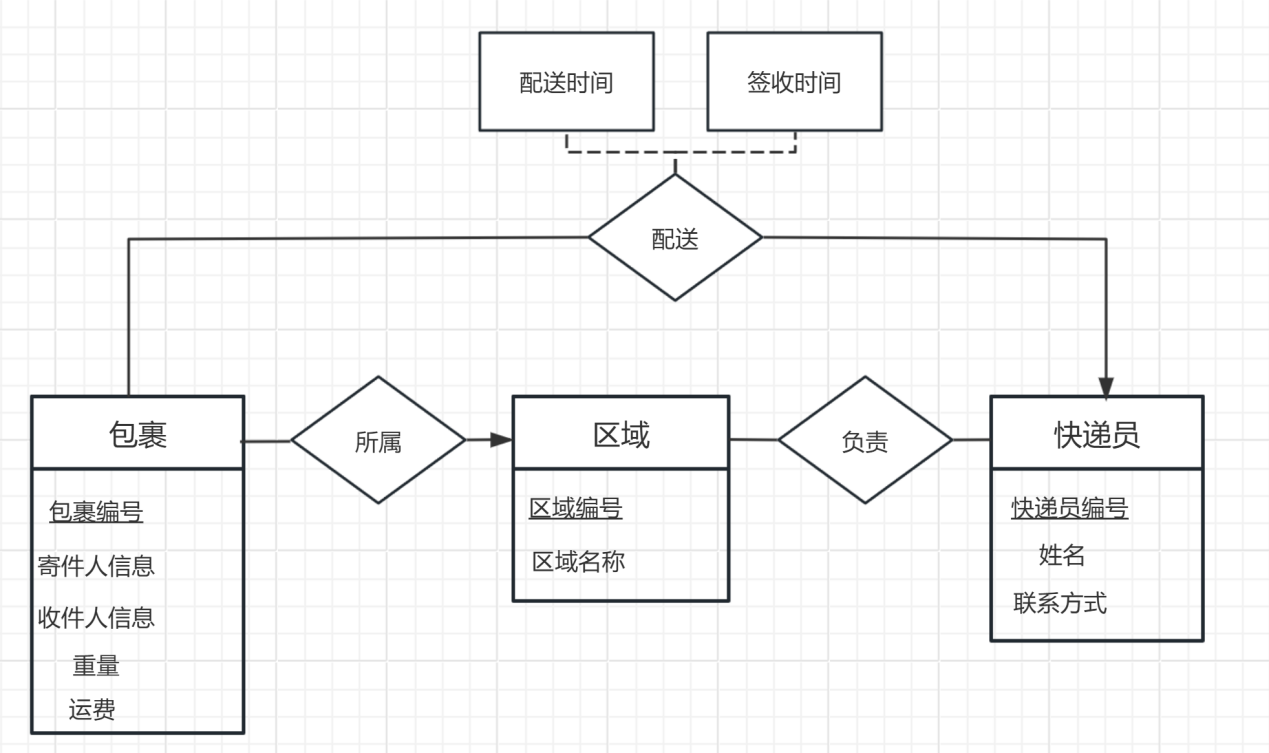 配送时间
签收时间
配送
包裹
所属
区域
负责
快递员
包裹编号
寄件人信息
收件人信息
重量
运费
区域编号
区域名称
快递员编号
姓名
联系方式